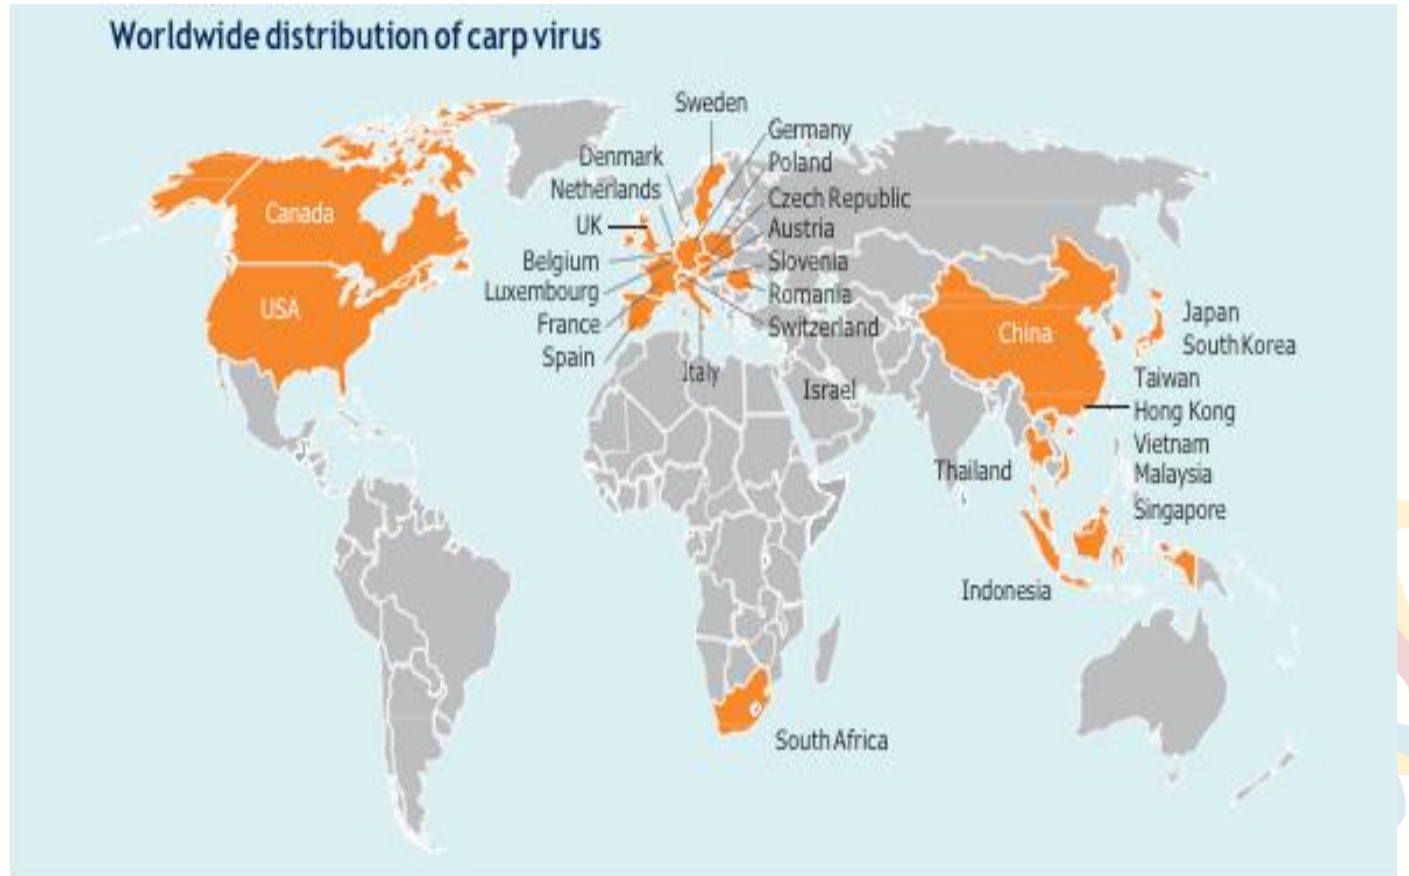 Worldwide distribution of carp virus
Sweden
Germany
Denmark
Poland
Netherlands
Czech Republic
Canada
UK
Austria
Belgium
Slovenia
Luxembourg
Romania
USA
France
Switzerland
China
Japan
South Korea
Spain
Italy
Israel
Taiwan
Hong Kong
Vietnam
Thailand
Malaysia
Singapore
Indonesia
South Africa